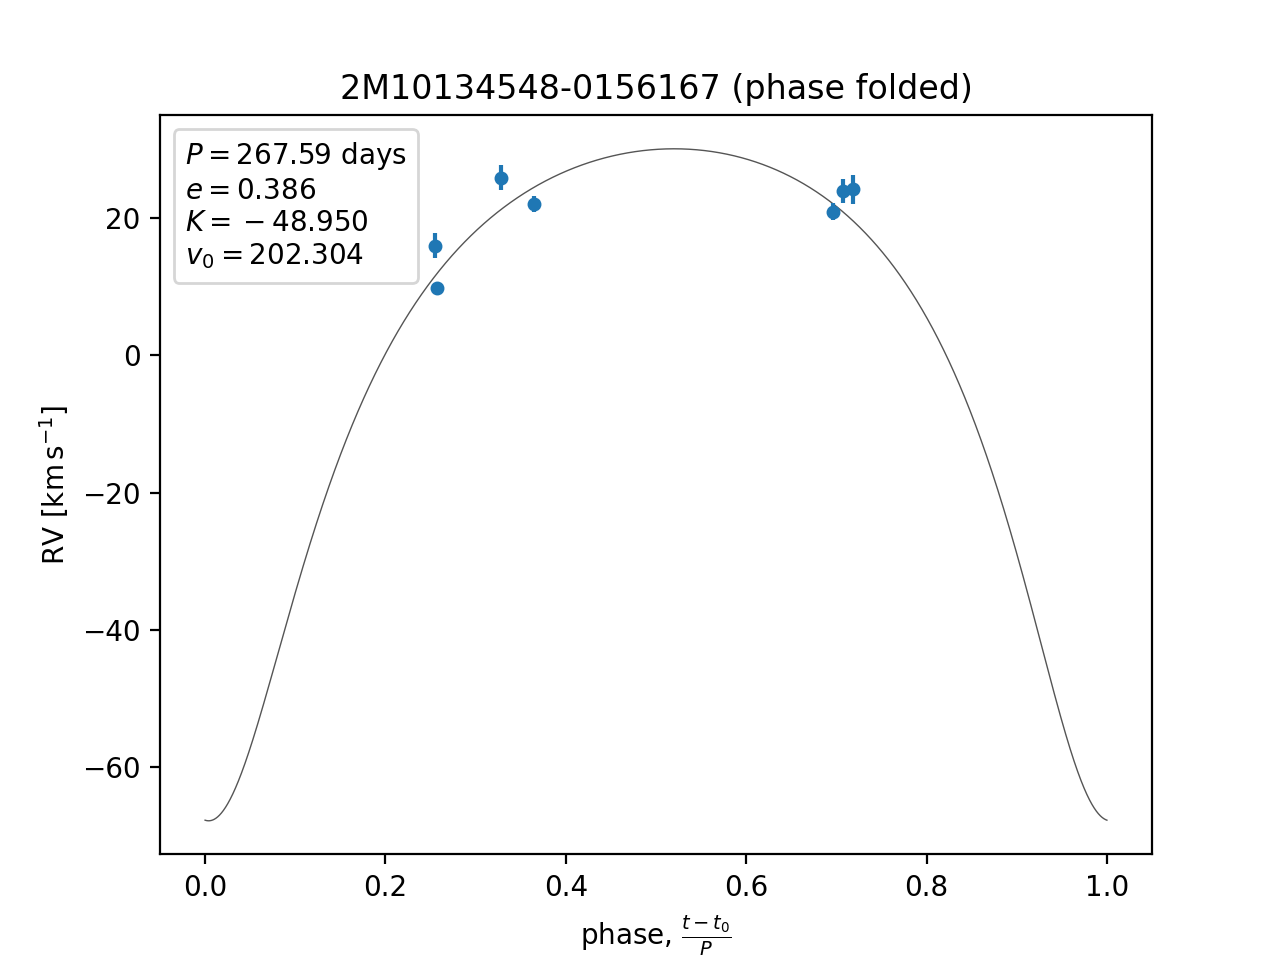 2M10134548-0156167 (phase folded)
P = 267.59 days
e = 0.386
K = −48.950
v₀ = 202.304
20
0
−20
−40
−60
RV [km s⁻¹]
0.0 0.2 0.4 0.6 0.8 1.0
phase, (t − t₀)/P